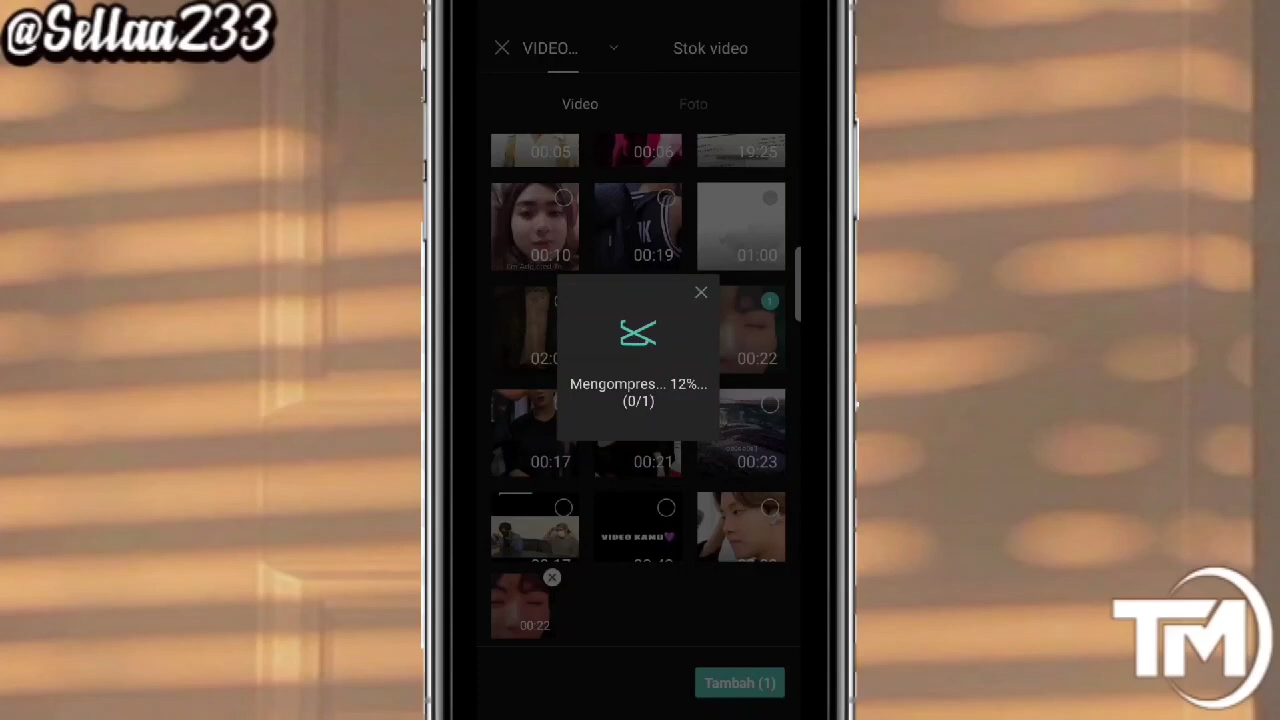 @Sellaa233
VIDEO... Stok video
Video Foto
00:05 00:06 19:25
00:10 00:19 01:00
00:22
Mengompres... 12%...
(0/1)
00:17 00:21 00:23
VIDEO KAMU💜
00:22
Tambah (1)
TM